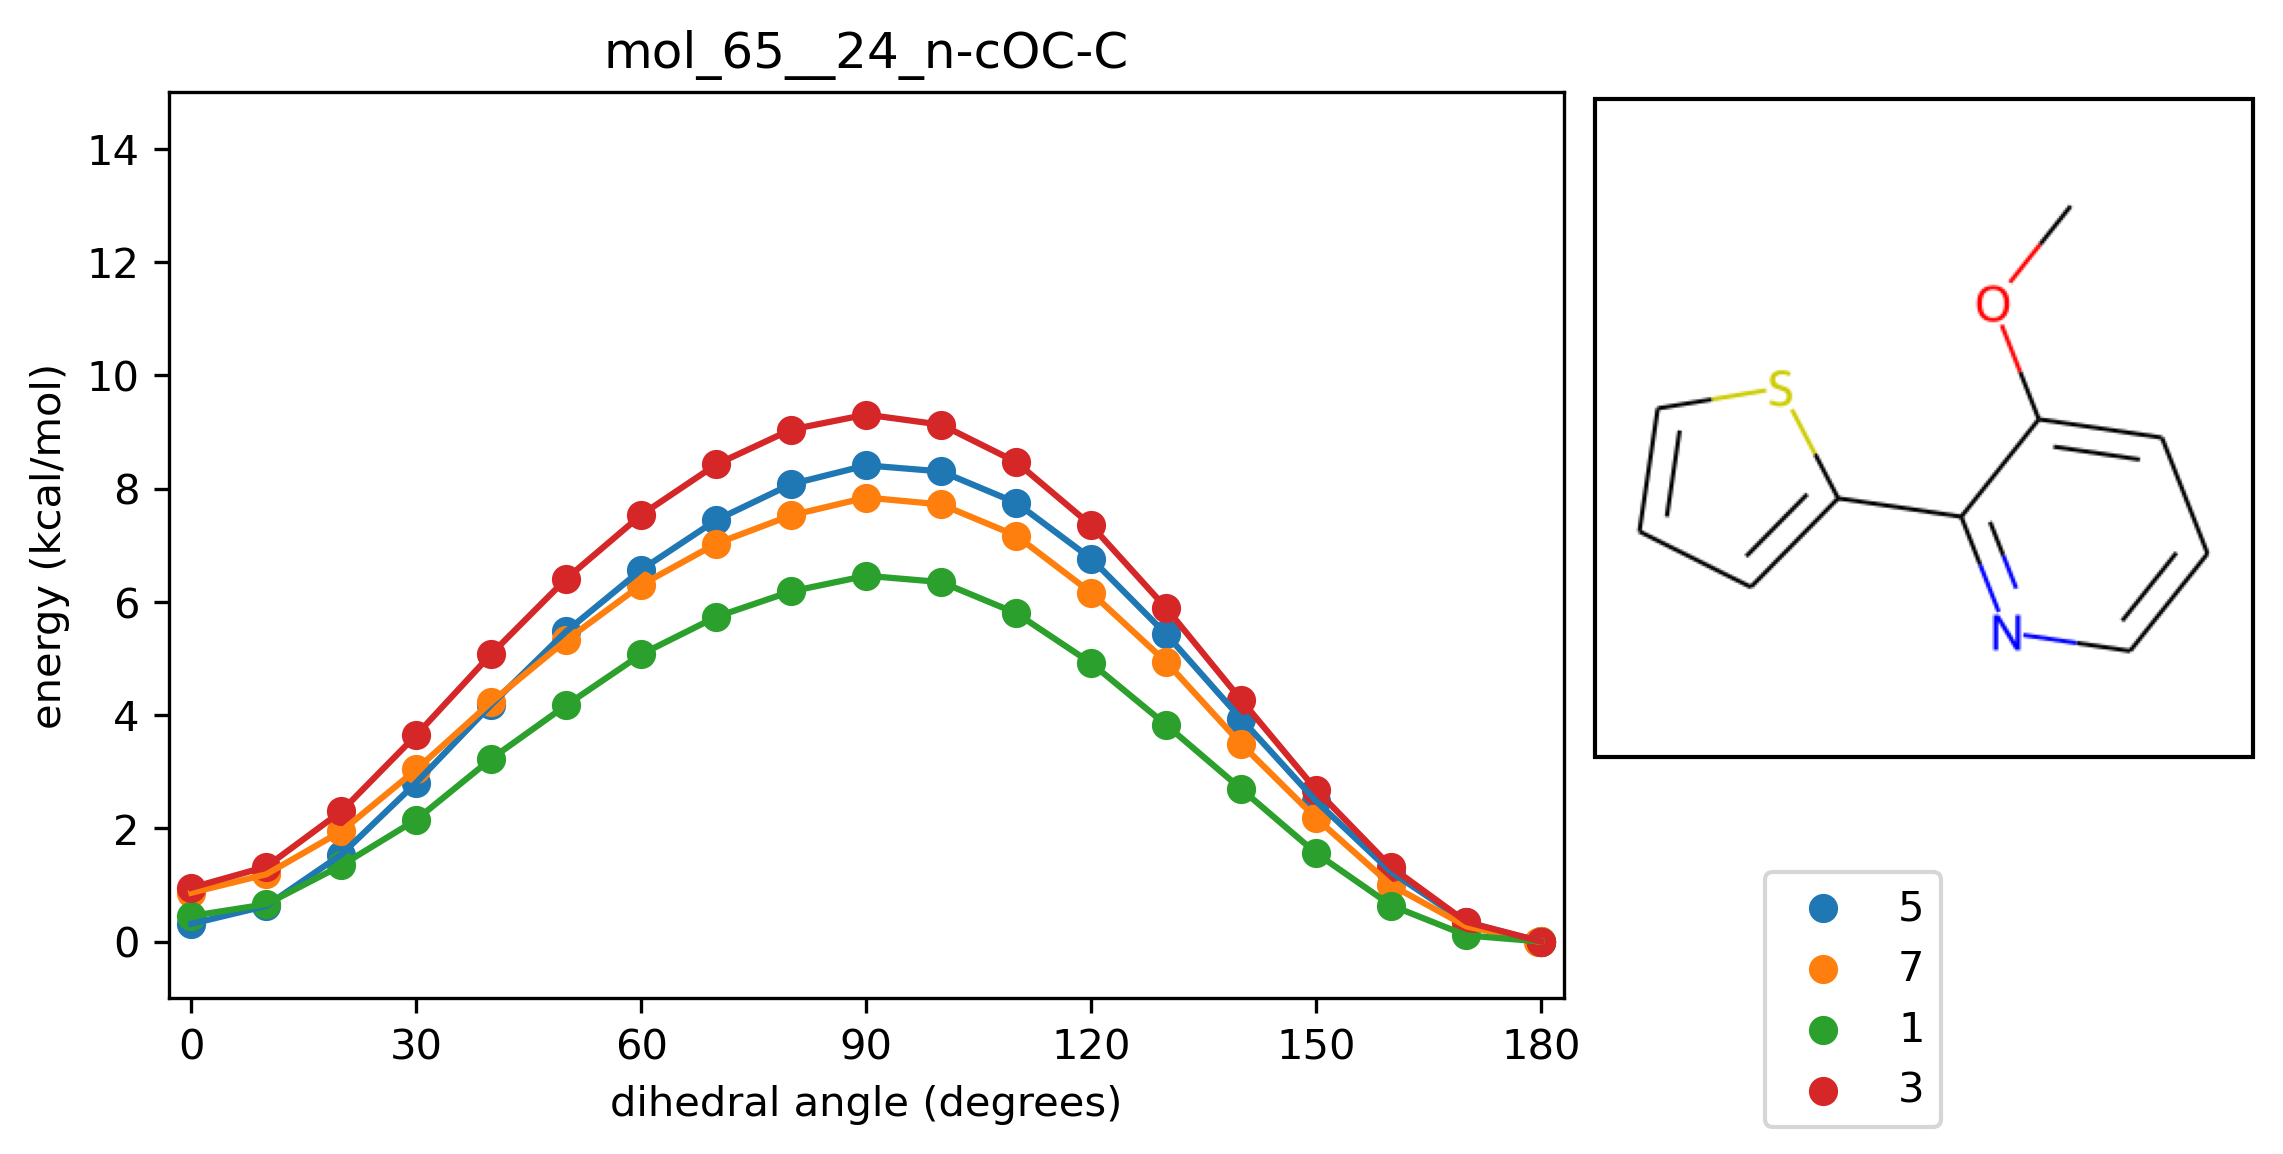 mol_65__24_n-cOC-C
energy (kcal/mol)
14
12
10
8
6
4
2
0
0 30 60 90 120 150 180
dihedral angle (degrees)
O
S
N
5
7
1
3